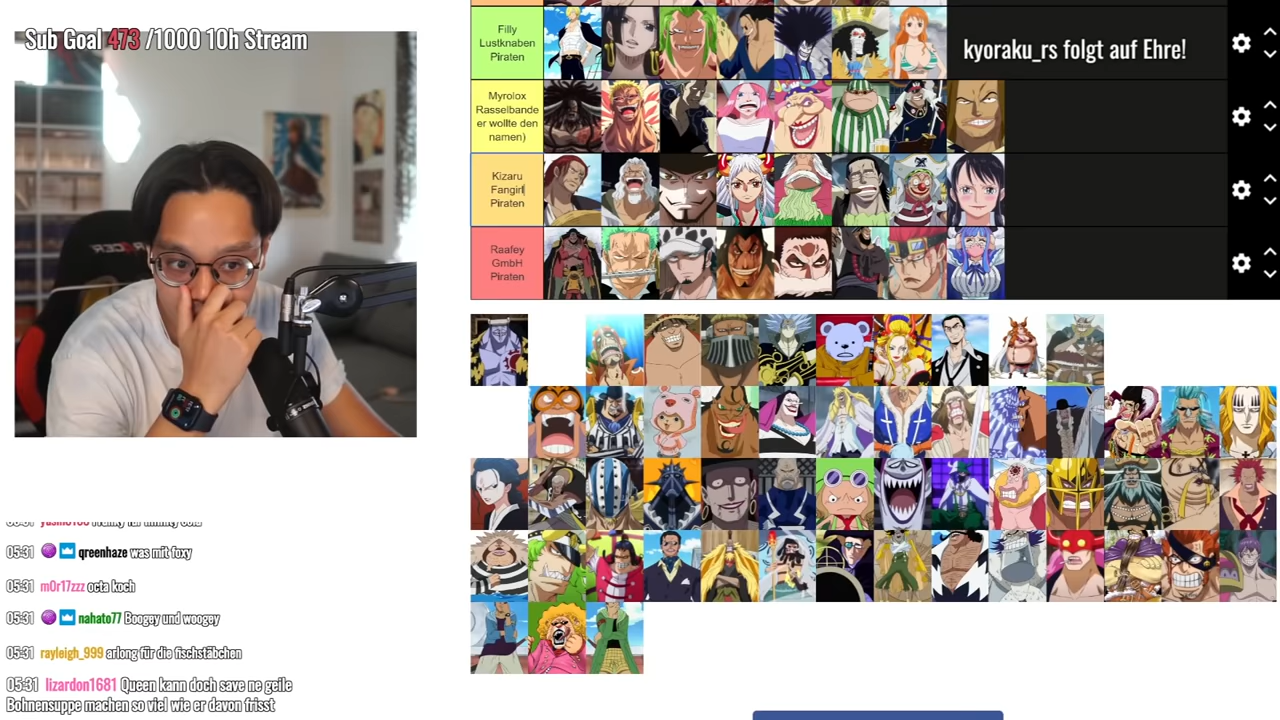 Sub Goal 473 /1000 10h Stream
Filly
Lustknaben
Piraten
kyoraku_rs folgt auf Ehre!
Myrolox
Rasselbande
er wollte den
namen)
Kizaru
Fangirl
Piraten
Raafey
GmbH
Piraten
05:31 qreenhaze was mit foxy
05:31 m0r17zzz octa koch
05:31 nahato77 Boogey und woogey
05:31 rayleigh_999 arlong für die fischstäbchen
05:31 lizardon1681 Queen kann doch save ne geile
Bohnensuppe machen so viel wie er davon frisst